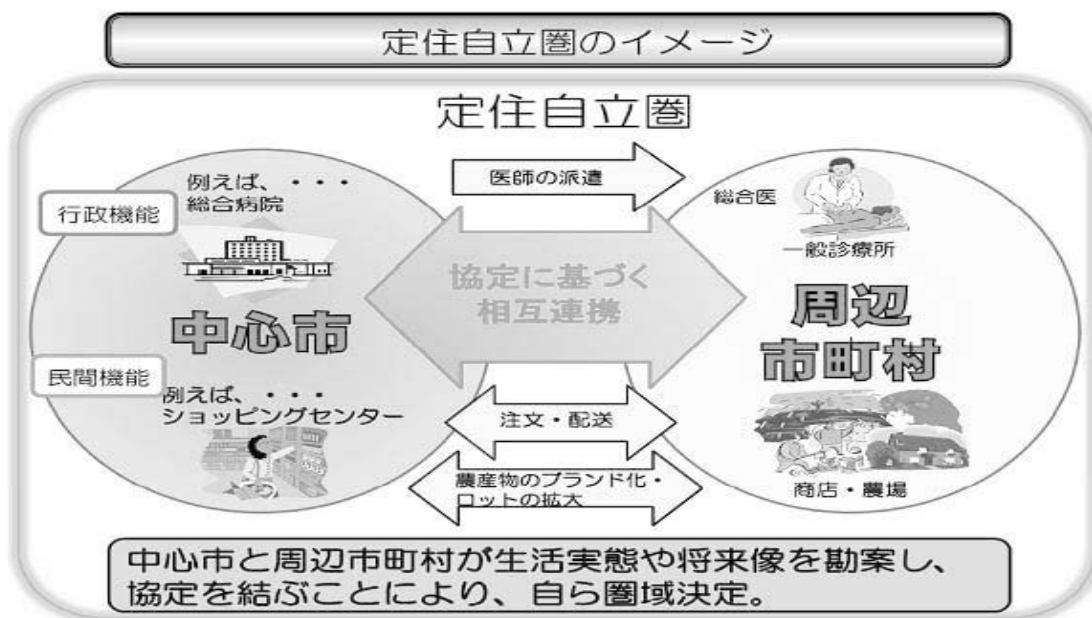 定住自立圏のイメージ
定住自立圏
医師の派遣
例えば、・・・
総合病院
行政機能
総合医
一般診療所
協定に基づく
相互連携
中心市
周辺
市町村
民間機能
例えば、・・・
ショッピングセンター
注文・配送
農産物のブランド化・
ロットの拡大
商店・農場
中心市と周辺市町村が生活実態や将来像を勘案し、
協定を結ぶことにより、自ら圏域決定。